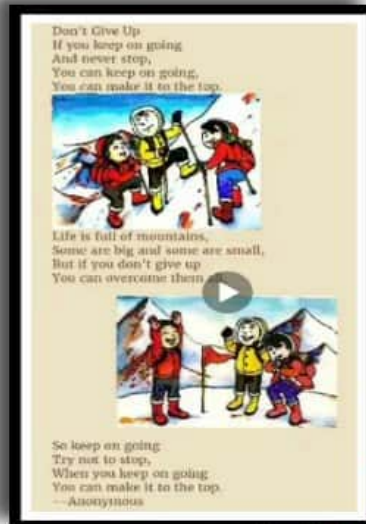 Don't Give Up
If you keep on going
And never stop,
You can keep on going,
You can make it to the top.
Life is full of mountains,
Some are big and some are small,
But if you don't give up
You can overcome them all.
So keep on going
Try not to stop,
When you keep on going
You can make it to the top.
---Anonymous